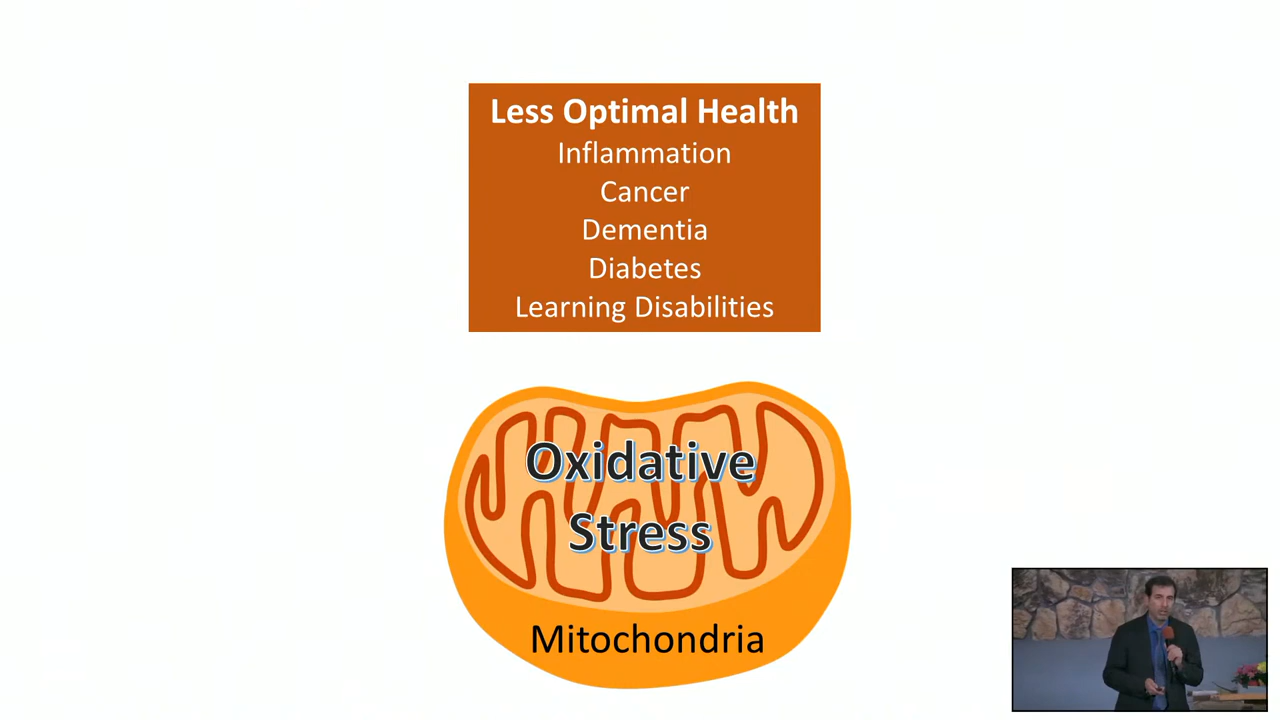 Less Optimal Health
Inflammation
Cancer
Dementia
Diabetes
Learning Disabilities
Oxidative
Stress
Mitochondria